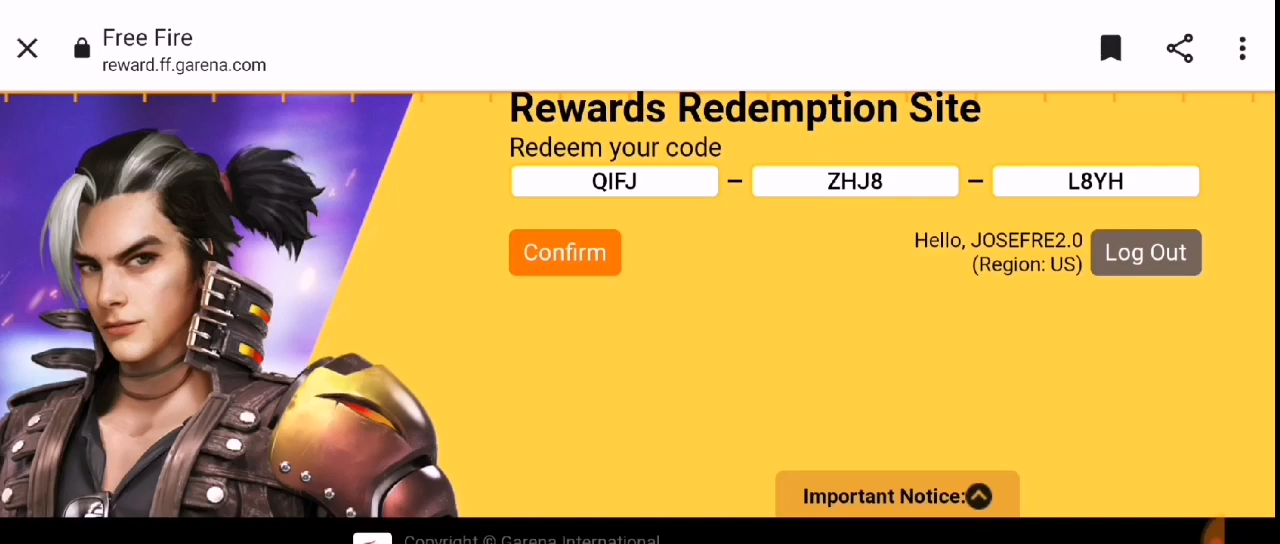 Free Fire
reward.ff.garena.com
Rewards Redemption Site
Redeem your code
QIFJ – ZHJ8 – L8YH
Confirm
Hello, JOSEFRE2.0
(Region: US)
Log Out
Important Notice:
Copyright © Garena International